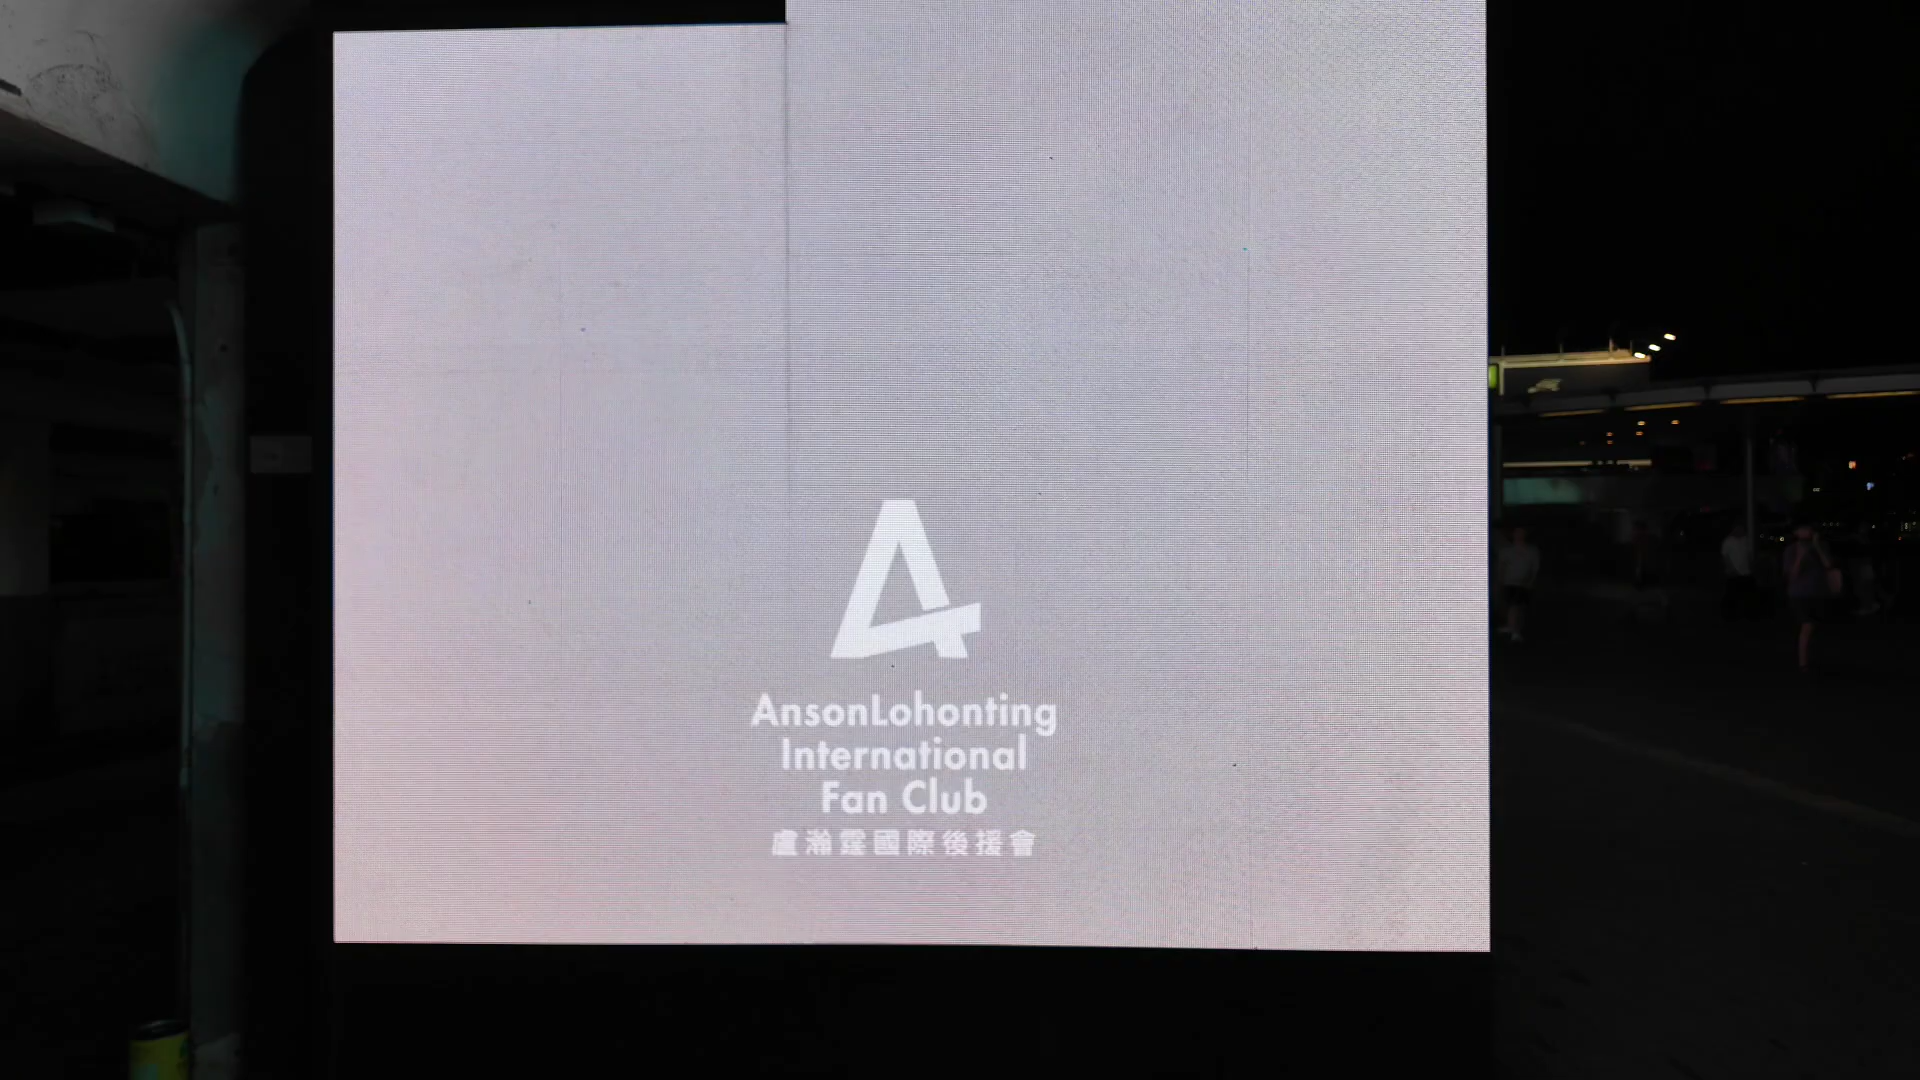 AnsonLohonting
International
Fan Club
盧瀚霆國際後援會